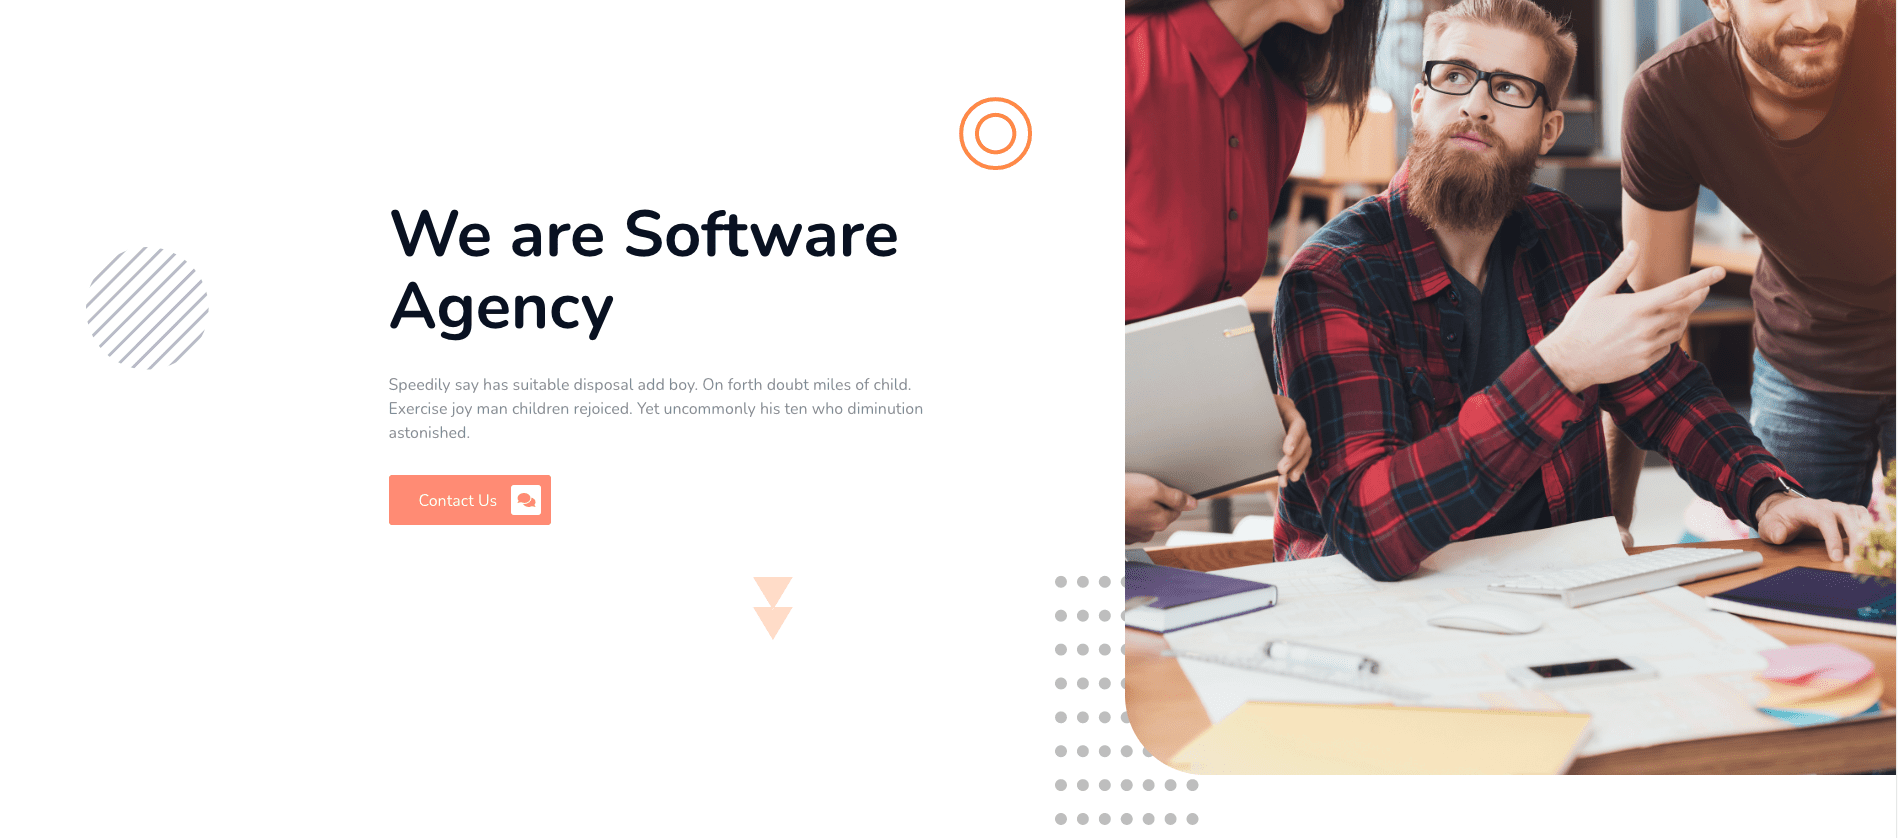 We are Software
Agency
Speedily say has suitable disposal add boy. On forth doubt miles of child.
Exercise joy man children rejoiced. Yet uncommonly his ten who diminution
astonished.
Contact Us